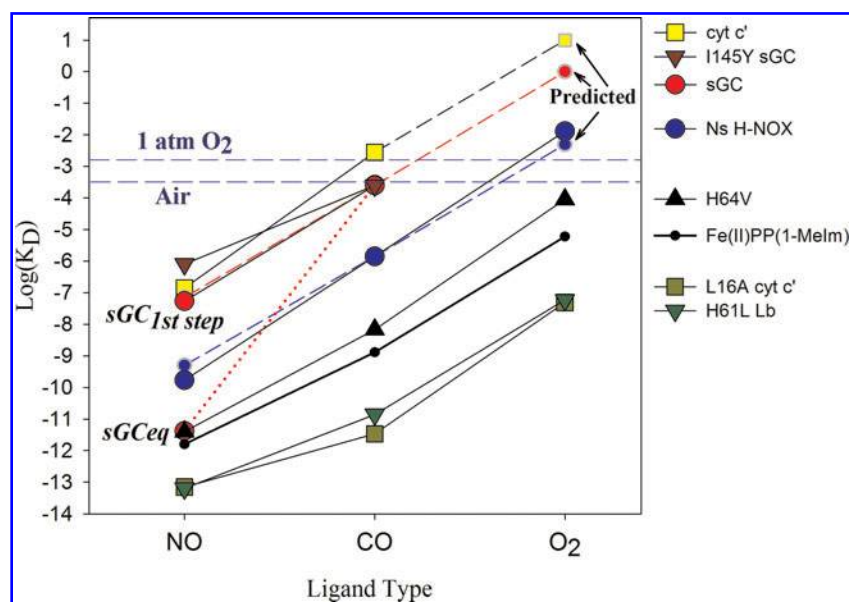 1
0
-1
-2
-3
-4
-5
-6
-7
-8
-9
-10
-11
-12
-13
-14
Log(K_D)
1 atm O₂
Air
Predicted
sGC1st step
sGCeq
NO
CO
O₂
Ligand Type
cyt c'
I145Y sGC
sGC
Ns H-NOX
H64V
Fe(II)PP(1-MeIm)
L16A cyt c'
H61L Lb